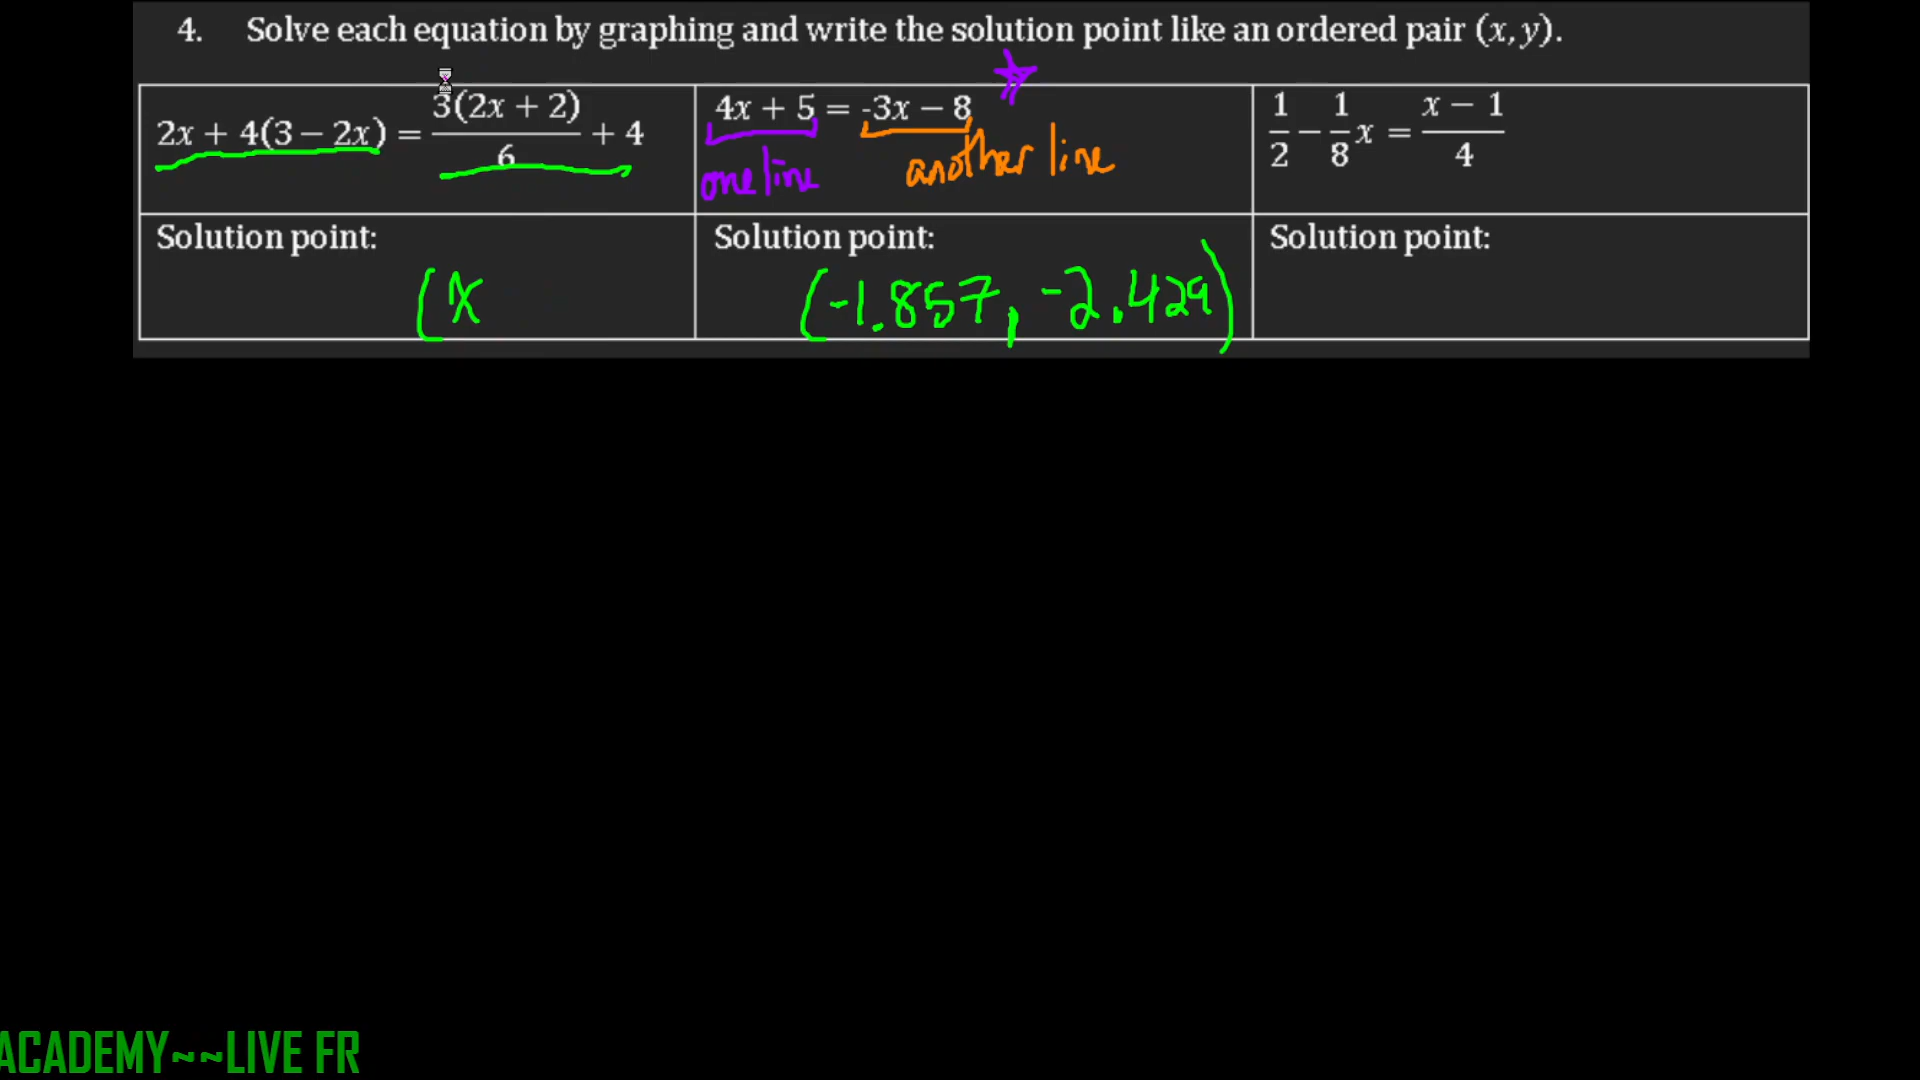 4. Solve each equation by graphing and write the solution point like an ordered pair (x, y).
2x + 4(3 − 2x) = 3(2x + 2)/6 + 4
4x + 5 = -3x − 8
one line another line
1/2 − 1/8 x = (x − 1)/4
Solution point: (x
Solution point: (-1.857, -2.429)
Solution point:
ACADEMY~~LIVE FR